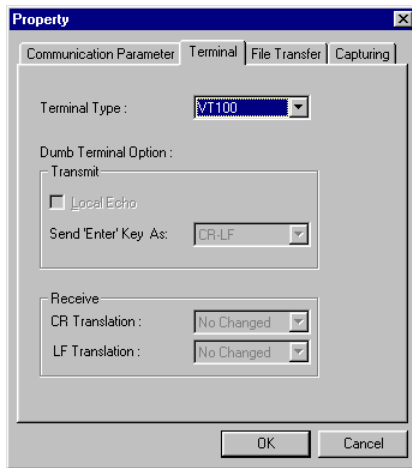 Property
Communication Parameter Terminal File Transfer Capturing
Terminal Type : VT100
Dumb Terminal Option :
Transmit
Local Echo
Send 'Enter' Key As: CR-LF
Receive
CR Translation : No Changed
LF Translation : No Changed
OK Cancel